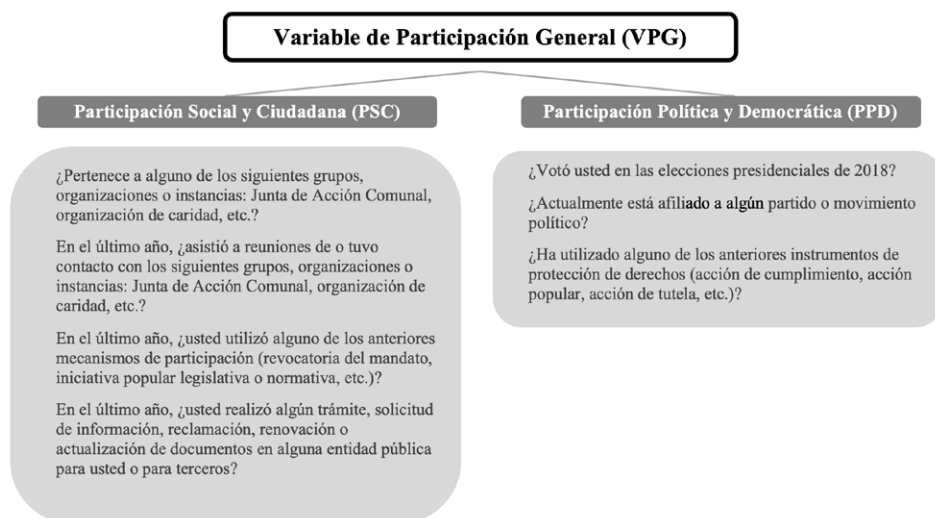 Variable de Participación General (VPG)
Participación Social y Ciudadana (PSC)
¿Pertenece a alguno de los siguientes grupos,
organizaciones o instancias: Junta de Acción Comunal,
organización de caridad, etc.?
En el último año, ¿asistió a reuniones de o tuvo
contacto con los siguientes grupos, organizaciones o
instancias: Junta de Acción Comunal, organización de
caridad, etc.?
En el último año, ¿usted utilizó alguno de los anteriores
mecanismos de participación (revocatoria del mandato,
iniciativa popular legislativa o normativa, etc.)?
En el último año, ¿usted realizó algún trámite, solicitud
de información, reclamación, renovación o
actualización de documentos en alguna entidad pública
para usted o para terceros?
Participación Política y Democrática (PPD)
¿Votó usted en las elecciones presidenciales de 2018?
¿Actualmente está afiliado a algún partido o movimiento
político?
¿Ha utilizado alguno de los anteriores instrumentos de
protección de derechos (acción de cumplimiento, acción
popular, acción de tutela, etc.)?